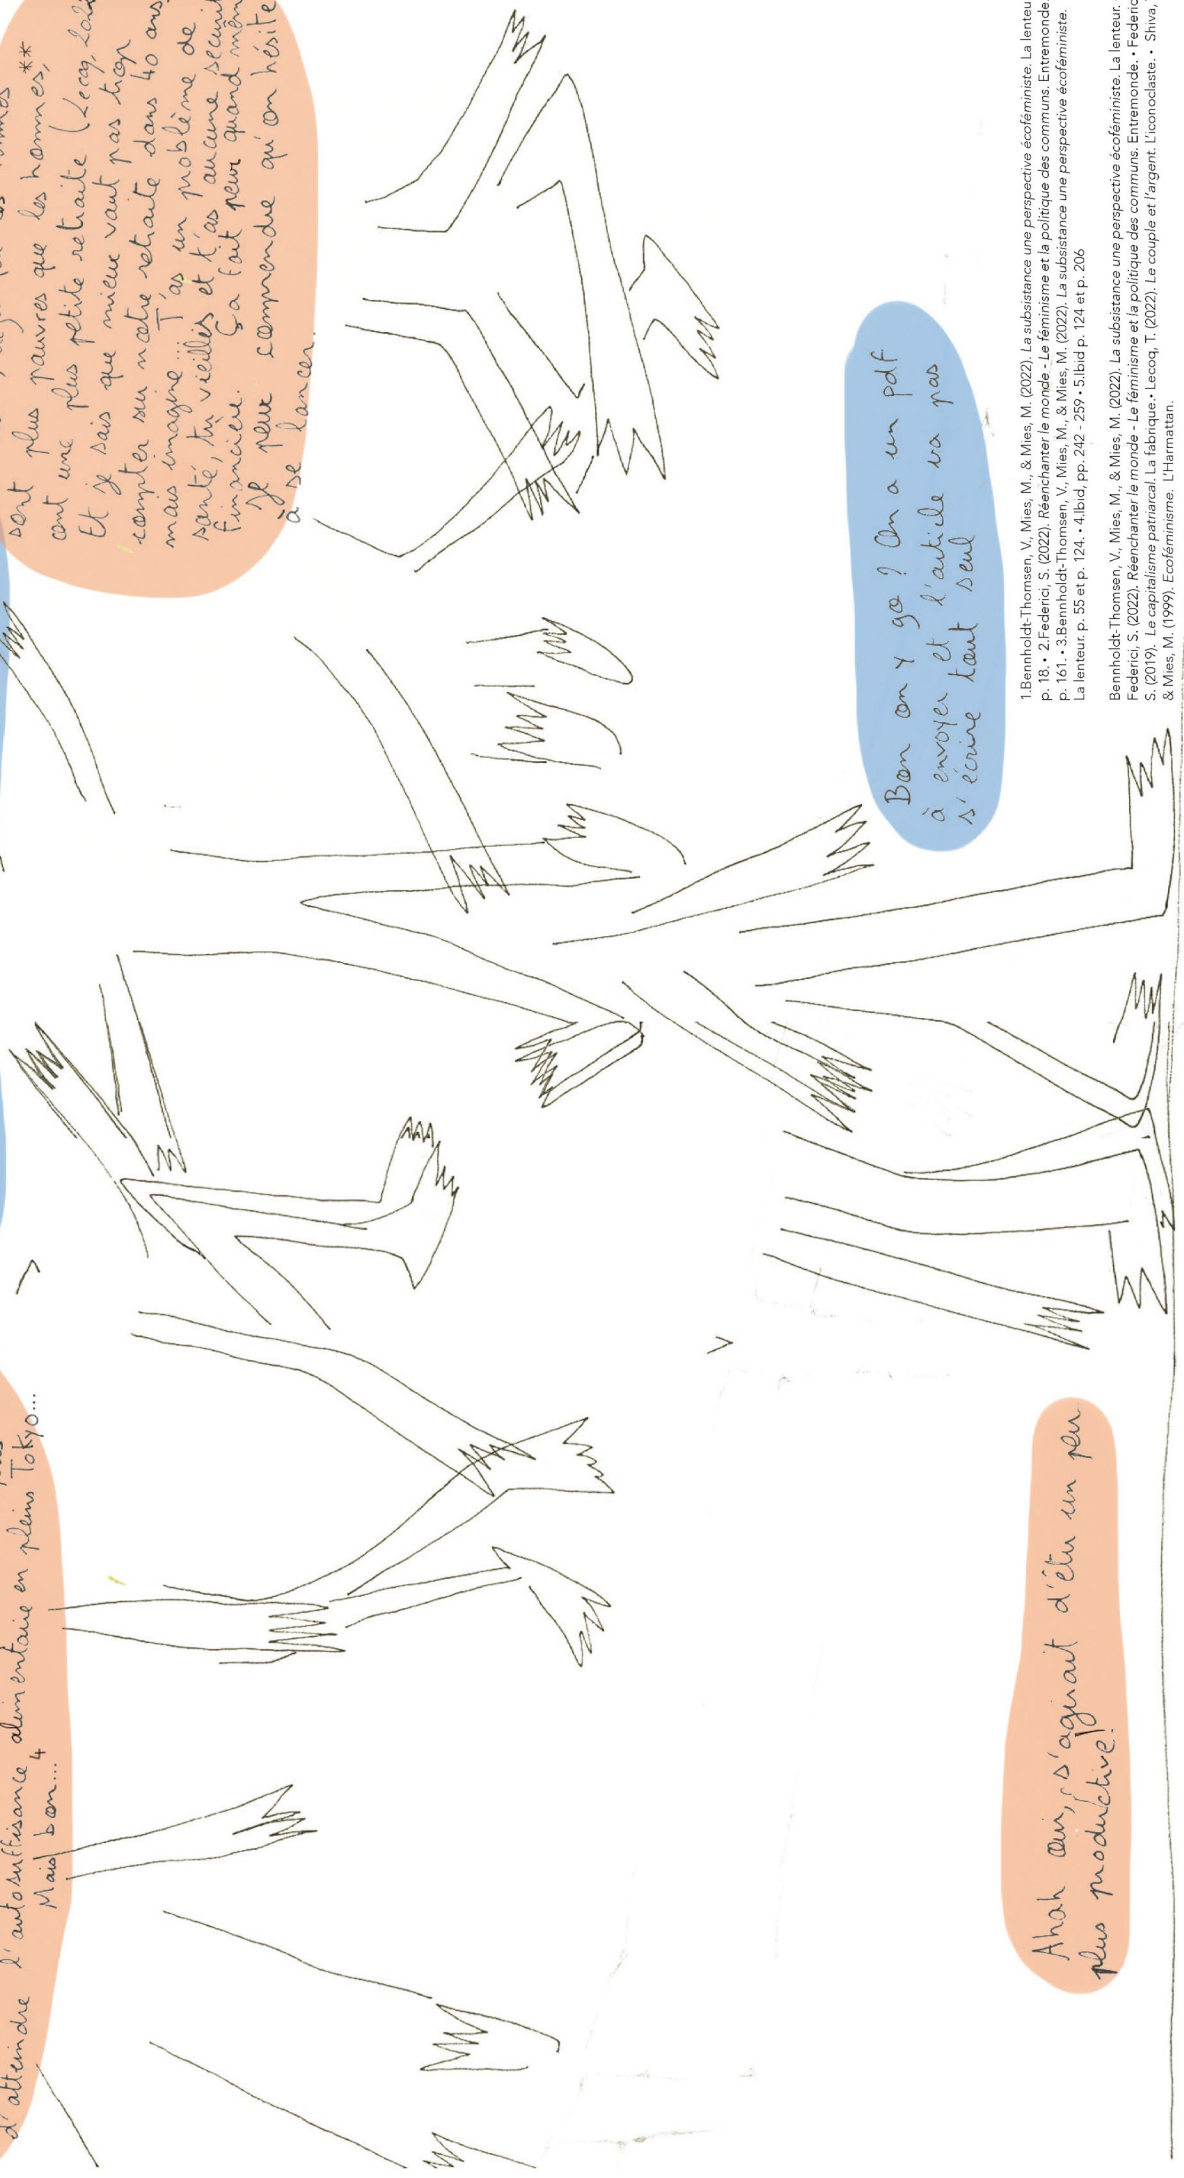 d'atteindre l'autosuffisance alimentaire en pleins Tokyo...
Mais bon...4
femmes
sont plus pauvres que les hommes,**
ont une plus petite retraite (Lecoq,
Et je sais que mieux vaut pas trop
compter sur notre retraite dans 40 ans
mais imagine T'as un problème de
santé, tu vieillis et t'as aucune sécurit
financière. Ça fait peur quand mêm
Je peux comprendre qu'on hésite
à se lancer.
Bon on y go ? On a un pdf
à envoyer et l'article va pas
s'écrire tout seul
Ahah oui, s'agirait d'être un peu
plus productive!
1.Bennholdt-Thomsen, V., Mies, M., & Mies, M. (2022). La subsistance une perspective écoféministe. La lenteu
p. 18. • 2.Federici, S. (2022). Réenchanter le monde - Le féminisme et la politique des communs. Entremonde.
p. 161. • 3.Bennholdt-Thomsen, V., Mies, M., & Mies, M. (2022). La subsistance une perspective écoféministe.
La lenteur. p. 55 et p. 124. • 4.Ibid, pp. 242 - 259 • 5.Ibid p. 124 et p. 206
Bennholdt-Thomsen, V., Mies, M., & Mies, M. (2022). La subsistance une perspective écoféministe. La lenteur.
Federici, S. (2022). Réenchanter le monde - Le féminisme et la politique des communs. Entremonde. • Federic
S. (2019). Le capitalisme patriarcal. La fabrique.• Lecoq, T. (2022). Le couple et l'argent. L'iconoclaste. • Shiva,
& Mies, M. (1999). Ecoféminisme. L'Harmattan.